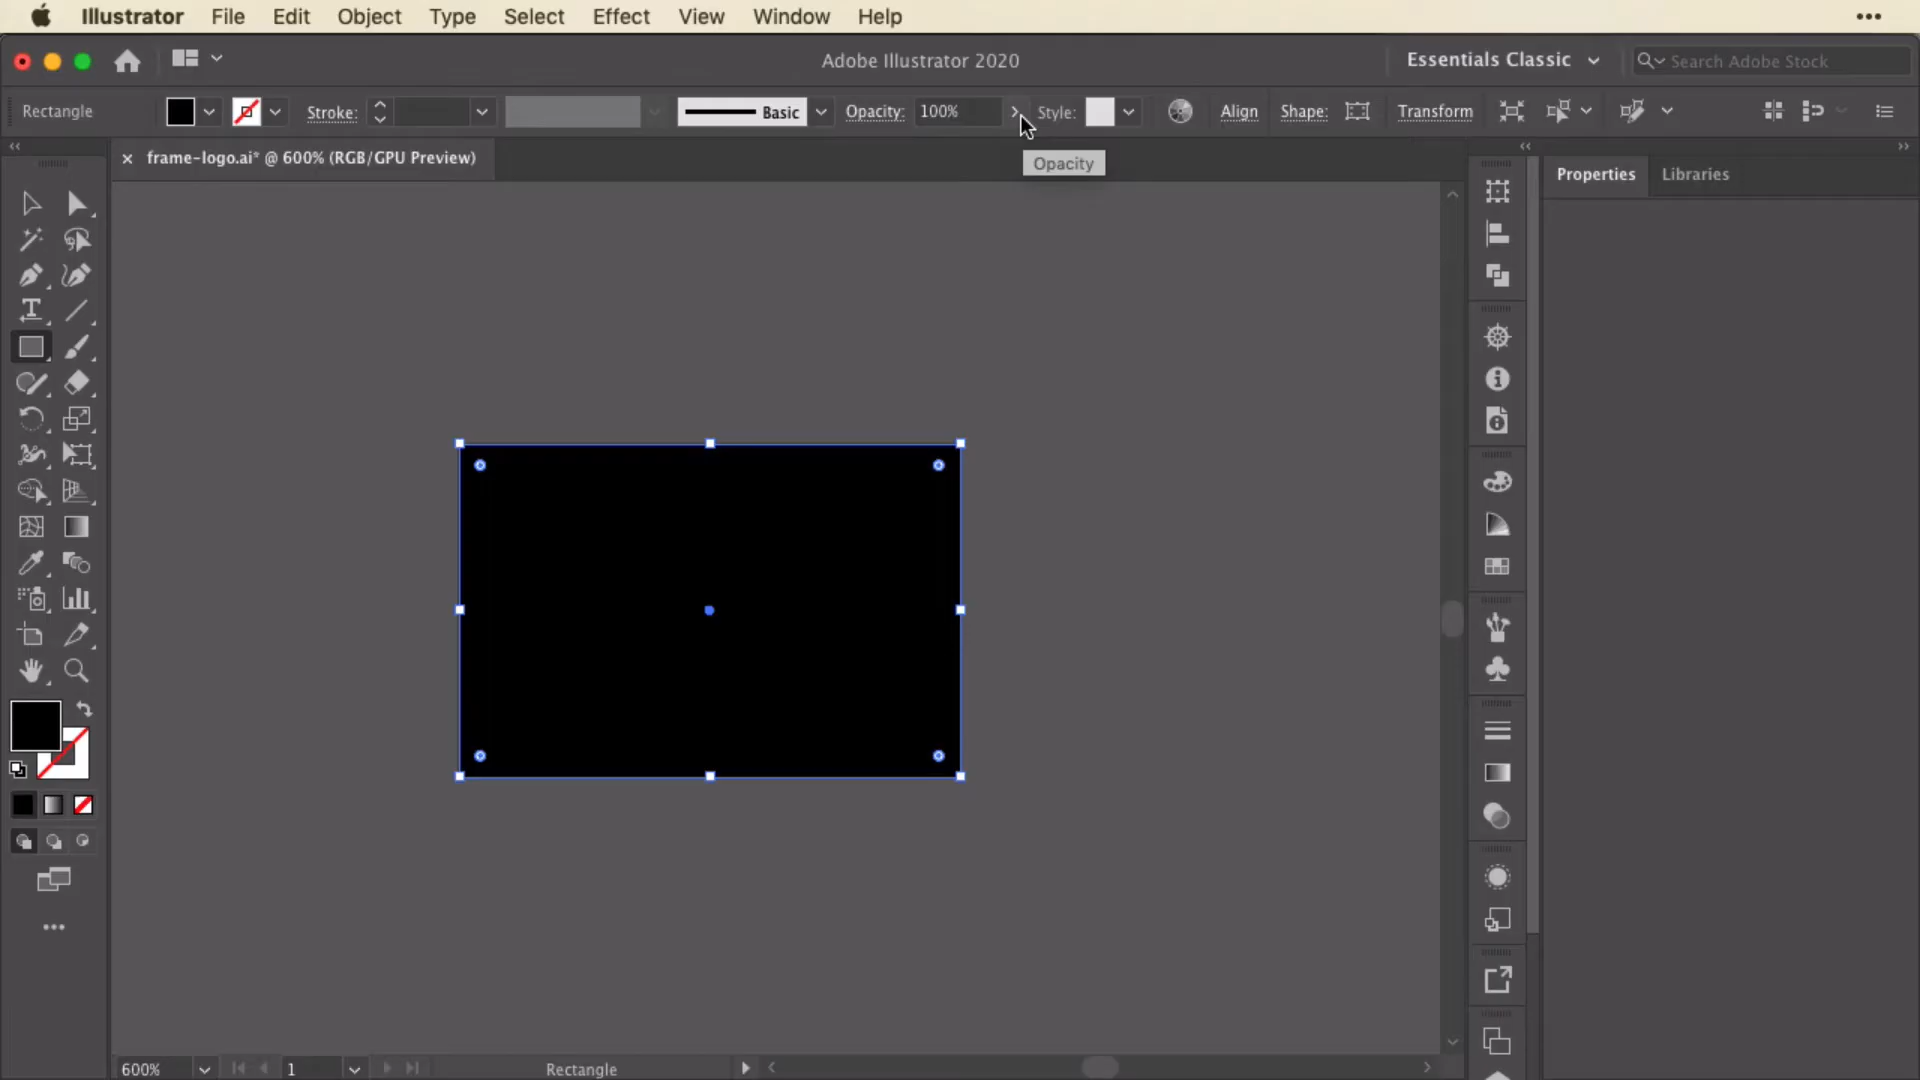 Illustrator File Edit Object Type Select Effect View Window Help
Adobe Illustrator 2020
Essentials Classic
Search Adobe Stock
Rectangle
Stroke:
Basic
Opacity: 100%
Style:
Align
Shape:
Transform
frame-logo.ai* @ 600% (RGB/GPU Preview)
Opacity
Properties
Libraries
600%
1
Rectangle